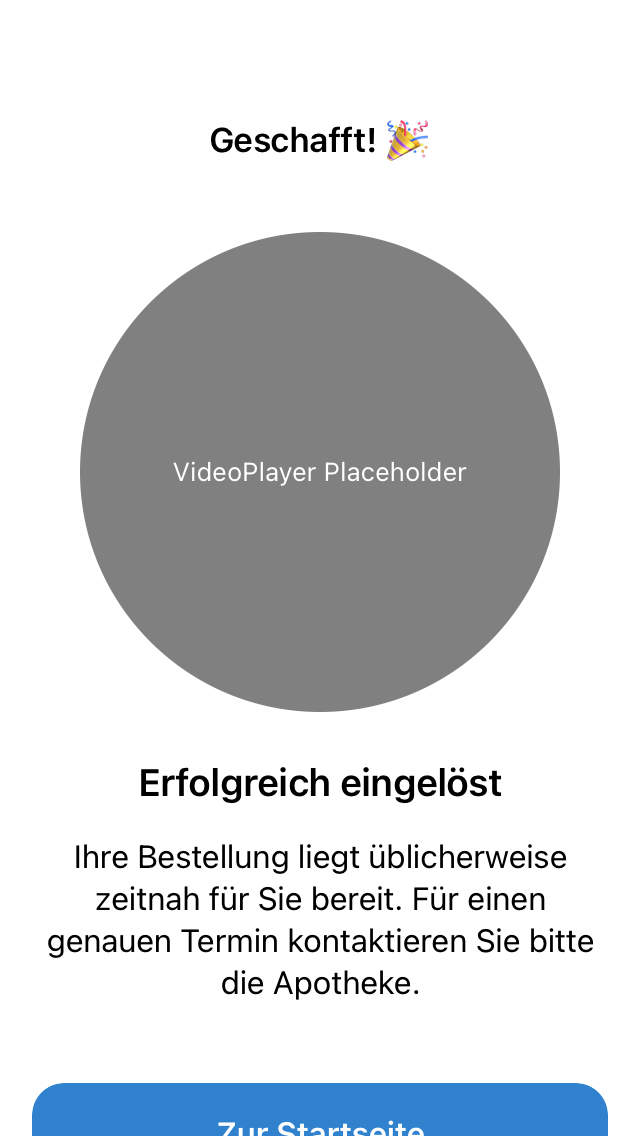 Geschafft! 🎉
VideoPlayer Placeholder
Erfolgreich eingelöst
Ihre Bestellung liegt üblicherweise
zeitnah für Sie bereit. Für einen
genauen Termin kontaktieren Sie bitte
die Apotheke.
Zur Startseite